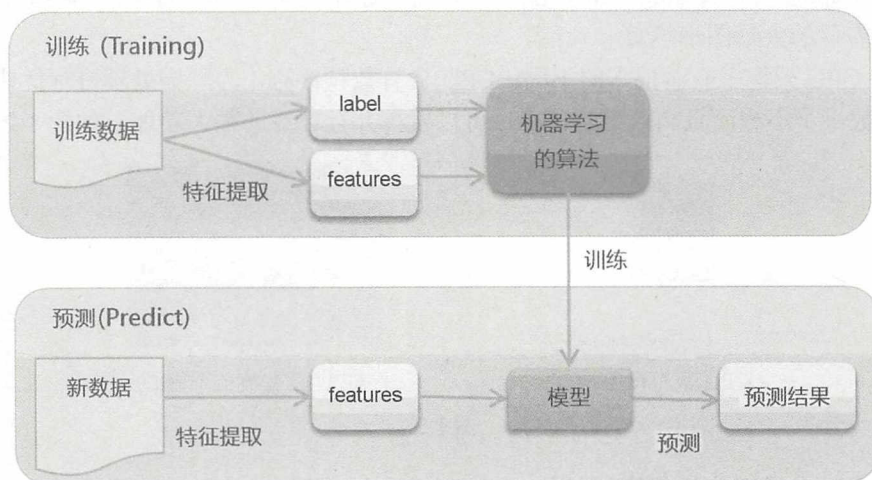 训练 (Training)
训练数据
特征提取
label
features
机器学习
的算法
训练
预测(Predict)
新数据
特征提取
features
模型
预测
预测结果